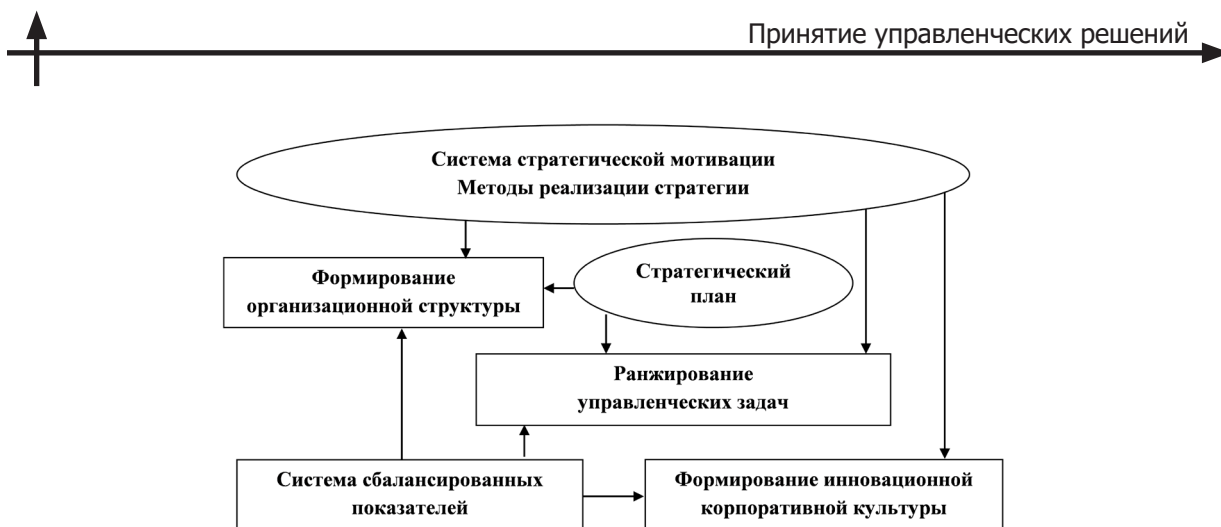 Принятие управленческих решений
Система стратегической мотивации
Методы реализации стратегии
Формирование
организационной структуры
Стратегический
план
Ранжирование
управленческих задач
Система сбалансированных
показателей
Формирование инновационной
корпоративной культуры